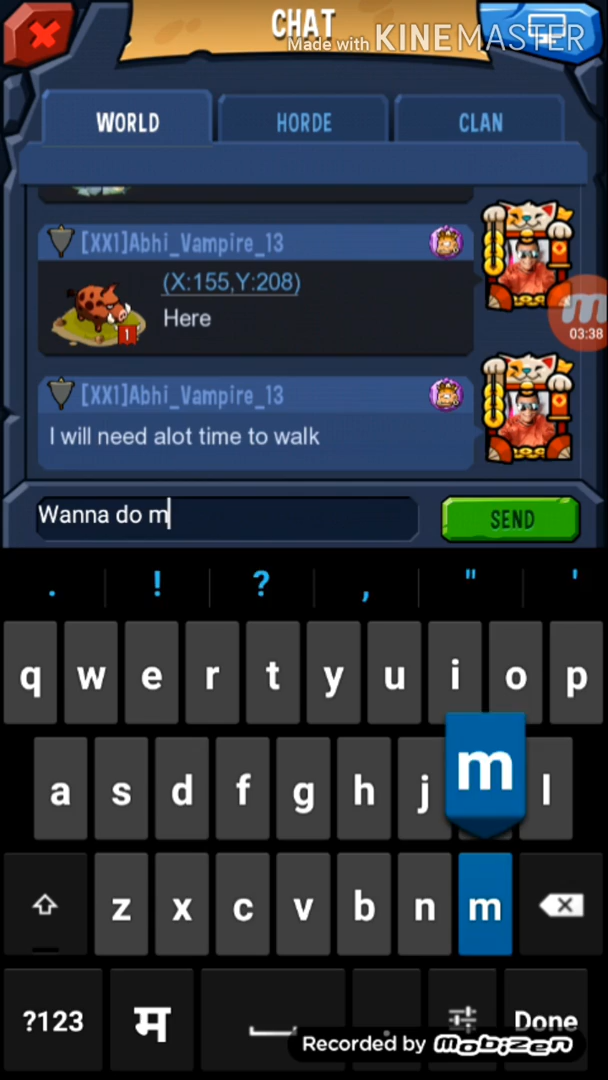 CHAT
Made with KINEMASTER
WORLD
HORDE
CLAN
[XX1]Abhi_Vampire_13
(X:155,Y:208)
Here
1
03:38
[XX1]Abhi_Vampire_13
I will need alot time to walk
Wanna do m
SEND
. ! ? , " '
q w e r t y u i o p
a s d f g h j m l
z x c v b n m
?123 म Done
Recorded by mobizen